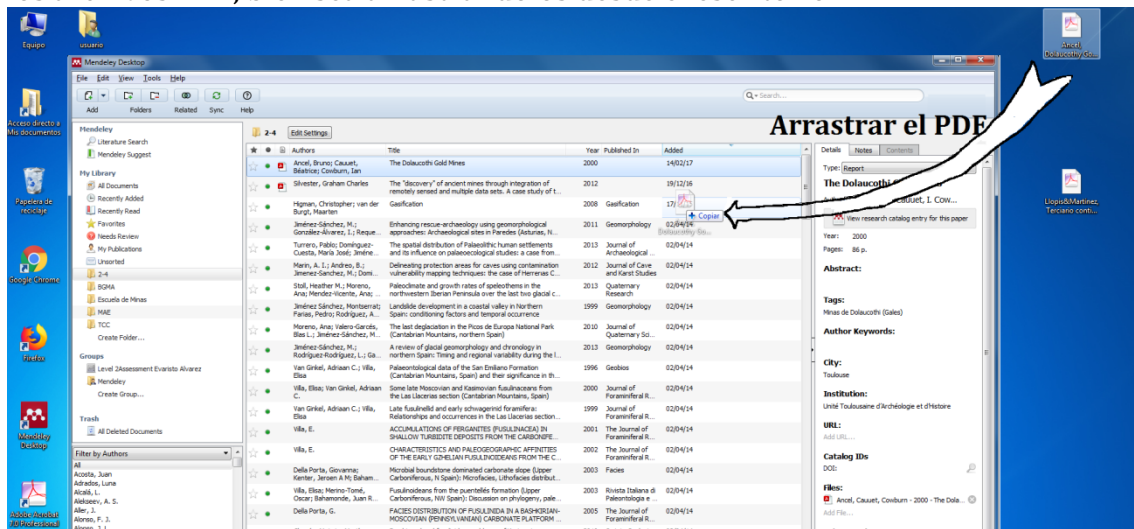 Equipo
usuario
Acceso directo a
Mis documentos
Papelera de
reciclaje
Google Chrome
Firefox
Mendeley
Desktop
Adobe Acrobat
7.0 Professional
Ancel,
Dolaucothy Go...
Llopis&Martinez,
Terciario conti...
Arrastrar el PDF
Mendeley Desktop
File Edit View Tools Help
Add Folders Related Sync Help
Search...
Mendeley
Literature Search
Mendeley Suggest
My Library
All Documents
Recently Added
Recently Read
Favorites
Needs Review
My Publications
Unsorted
2-4
BGMA
Escuela de Minas
MAE
TCC
Create Folder...
Groups
Level 2Assessment Evaristo Alvarez
Mendeley
Create Group...
Trash
All Deleted Documents
Filter by Authors
All
Acosta, Juan
Adrados, Luna
Alcalá, L.
Alekseev, A. S.
Aller, J.
Alonso, F. J.
2-4 Edit Settings
Authors Title Year Published In Added
Ancel, Bruno; Cauuet, The Dolaucothi Gold Mines 2000 14/02/17
Béatrice; Cowburn, Ian
Silvester, Graham Charles The "discovery" of ancient mines through integration of 2012 19/12/16
remotely sensed and multiple data sets. A case study of t...
Higman, Christopher; van der Gasification 2008 Gasification 17/
Burgt, Maarten
Copiar
Jiménez-Sánchez, M.; Enhancing rescue-archaeology using geomorphological 2011 Geomorphology 02/04/14
González-Álvarez, I.; Reque... approaches: Archaeological sites in Paredes (Asturias, N...
Turrero, Pablo; Domínguez- The spatial distribution of Palaeolithic human settlements 2013 Journal of 02/04/14
Cuesta, María José; Jiméne... and its influence on palaeoecological studies: a case from... Archaeological ...
Marin, A. I.; Andreo, B.; Delineating protection areas for caves using contamination 2012 Journal of Cave 02/04/14
Jimenez-Sanchez, M.; Domi... vulnerability mapping techniques: the case of Herrerias C... and Karst Studies
Stoll, Heather M.; Moreno, Paleoclimate and growth rates of speleothems in the 2013 Quaternary 02/04/14
Ana; Mendez-Vicente, Ana; ... northwestern Iberian Peninsula over the last two glacial c... Research
Jiménez Sánchez, Montserrat; Landslide development in a coastal valley in Northern 1999 Geomorphology 02/04/14
Farias, Pedro; Rodríguez, A... Spain: conditioning factors and temporal occurrence
Moreno, Ana; Valero-Garcés, The last deglaciation in the Picos de Europa National Park 2010 Journal of 02/04/14
Blas L.; Jiménez-Sánchez, M... (Cantabrian Mountains, northern Spain) Quaternary Sci...
Jiménez-Sánchez, M.; A review of glacial geomorphology and chronology in 2013 Geomorphology 02/04/14
Rodríguez-Rodríguez, L.; Ga... northern Spain: Timing and regional variability during the l...
Van Ginkel, Adriaan C.; Villa, Palaeontological data of the San Emiliano Formation 1996 Geobios 02/04/14
Elisa (Cantabrian Mountains, Spain) and their significance in th...
Villa, Elisa; Van Ginkel, Adriaan Some late Moscovian and Kasimovian fusulinaceans from 2000 Journal of 02/04/14
C. the Las Llacerias section (Cantabrian Mountains, Spain) Foraminiferal R...
Van Ginkel, Adriaan C.; Villa, Late fusulinellid and early schwagerinid foraminifera: 1999 Journal of 02/04/14
Elisa Relationships and occurrences in the Las Llacerias section... Foraminiferal R...
Villa, E. ACCUMULATIONS OF FERGANITES (FUSULINACEA) IN 2001 The Journal of 02/04/14
SHALLOW TURBIDITE DEPOSITS FROM THE CARBONIFE... Foraminiferal R...
Villa, E. CHARACTERISTICS AND PALEOGEOGRAPHIC AFFINITIES 2002 The Journal of 02/04/14
OF THE EARLY GZHELIAN FUSULINOIDEANS FROM THE C... Foraminiferal R...
Della Porta, Giovanna; Microbial boundstone dominated carbonate slope (Upper 2003 Facies 02/04/14
Kenter, Jeroen A M; Baham... Carboniferous, N Spain): Microfacies, Lithofacies distribut...
Villa, Elisa; Merino-Tomé, Fusulinoideans from the puentellés formation (Upper 2003 Rivista Italiana di 02/04/14
Oscar; Bahamonde, Juan R... Carboniferous, NW Spain): Discussion on phylogeny, pale... Paleontologia e ...
Della Porta, G. FACIES DISTRIBUTION OF FUSULINIDA IN A BASHKIRIAN- 2005 The Journal of 02/04/14
MOSCOVIAN (PENNSYLVANIAN) CARBONATE PLATFORM ... Foraminiferal R...
Details Notes Contents
Type: Report
The Dolaucothi
Cauuet, I. Cow...
View research catalog entry for this paper
Year: 2000
Pages: 86 p.
Abstract:
Tags:
Minas de Dolaucothi (Gales)
Author Keywords:
City:
Toulouse
Institution:
Unité Toulousaine d'Archéologie et d'Histoire
URL:
Add URL...
Catalog IDs
DOI:
Files:
Ancel, Cauuet, Cowburn - 2000 - The Dola...
Add File...